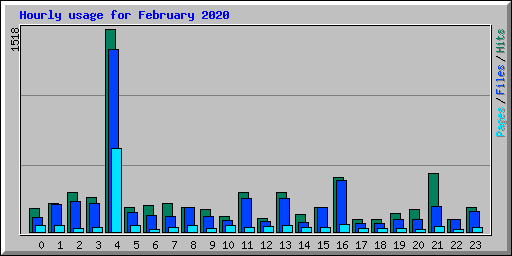 Hourly usage for February 2020
1518
Pages/Files/Hits
0 1 2 3 4 5 6 7 8 9 10 11 12 13 14 15 16 17 18 19 20 21 22 23